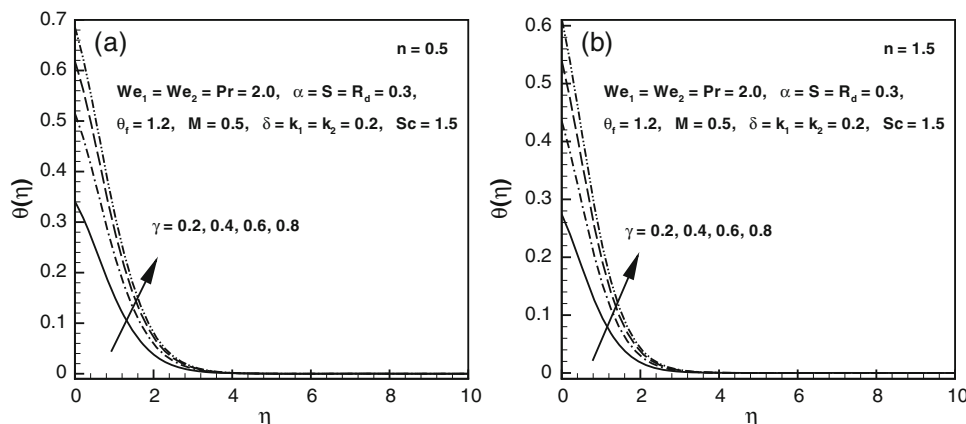 (a)
n = 0.5
We₁ = We₂ = Pr = 2.0, α = S = R_d = 0.3,
θ_f = 1.2, M = 0.5, δ = k₁ = k₂ = 0.2, Sc = 1.5
γ = 0.2, 0.4, 0.6, 0.8
θ(η)
0.7
0.6
0.5
0.4
0.3
0.2
0.1
0
0 2 4 6 8 10
η
(b)
n = 1.5
We₁ = We₂ = Pr = 2.0, α = S = R_d = 0.3,
θ_f = 1.2, M = 0.5, δ = k₁ = k₂ = 0.2, Sc = 1.5
γ = 0.2, 0.4, 0.6, 0.8
θ(η)
0.6
0.5
0.4
0.3
0.2
0.1
0
0 2 4 6 8 10
η